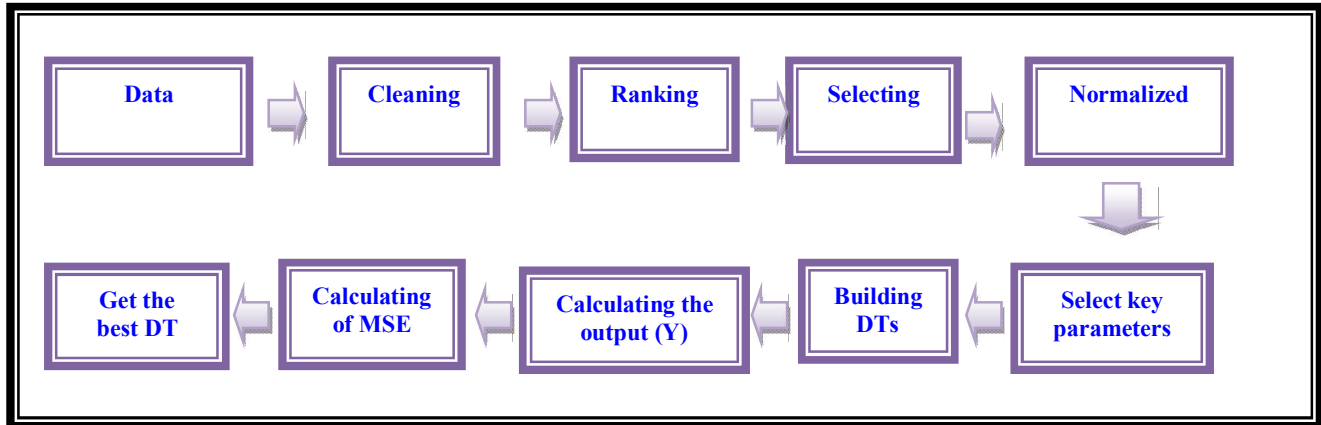 Data
Cleaning
Ranking
Selecting
Normalized
Select key
parameters
Building
DTs
Calculating the
output (Y)
Calculating
of MSE
Get the
best DT